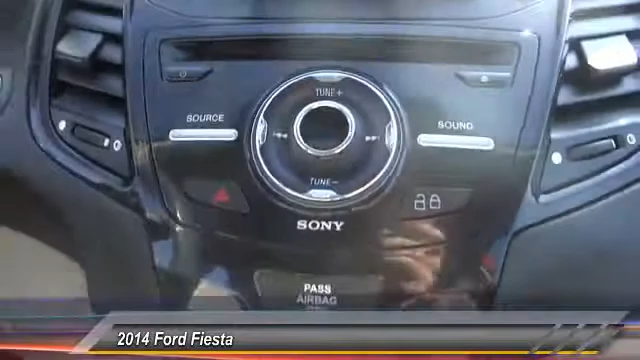 TUNE+
SOURCE
SOUND
TUNE-
SONY
PASS
AIRBAG
2014 Ford Fiesta